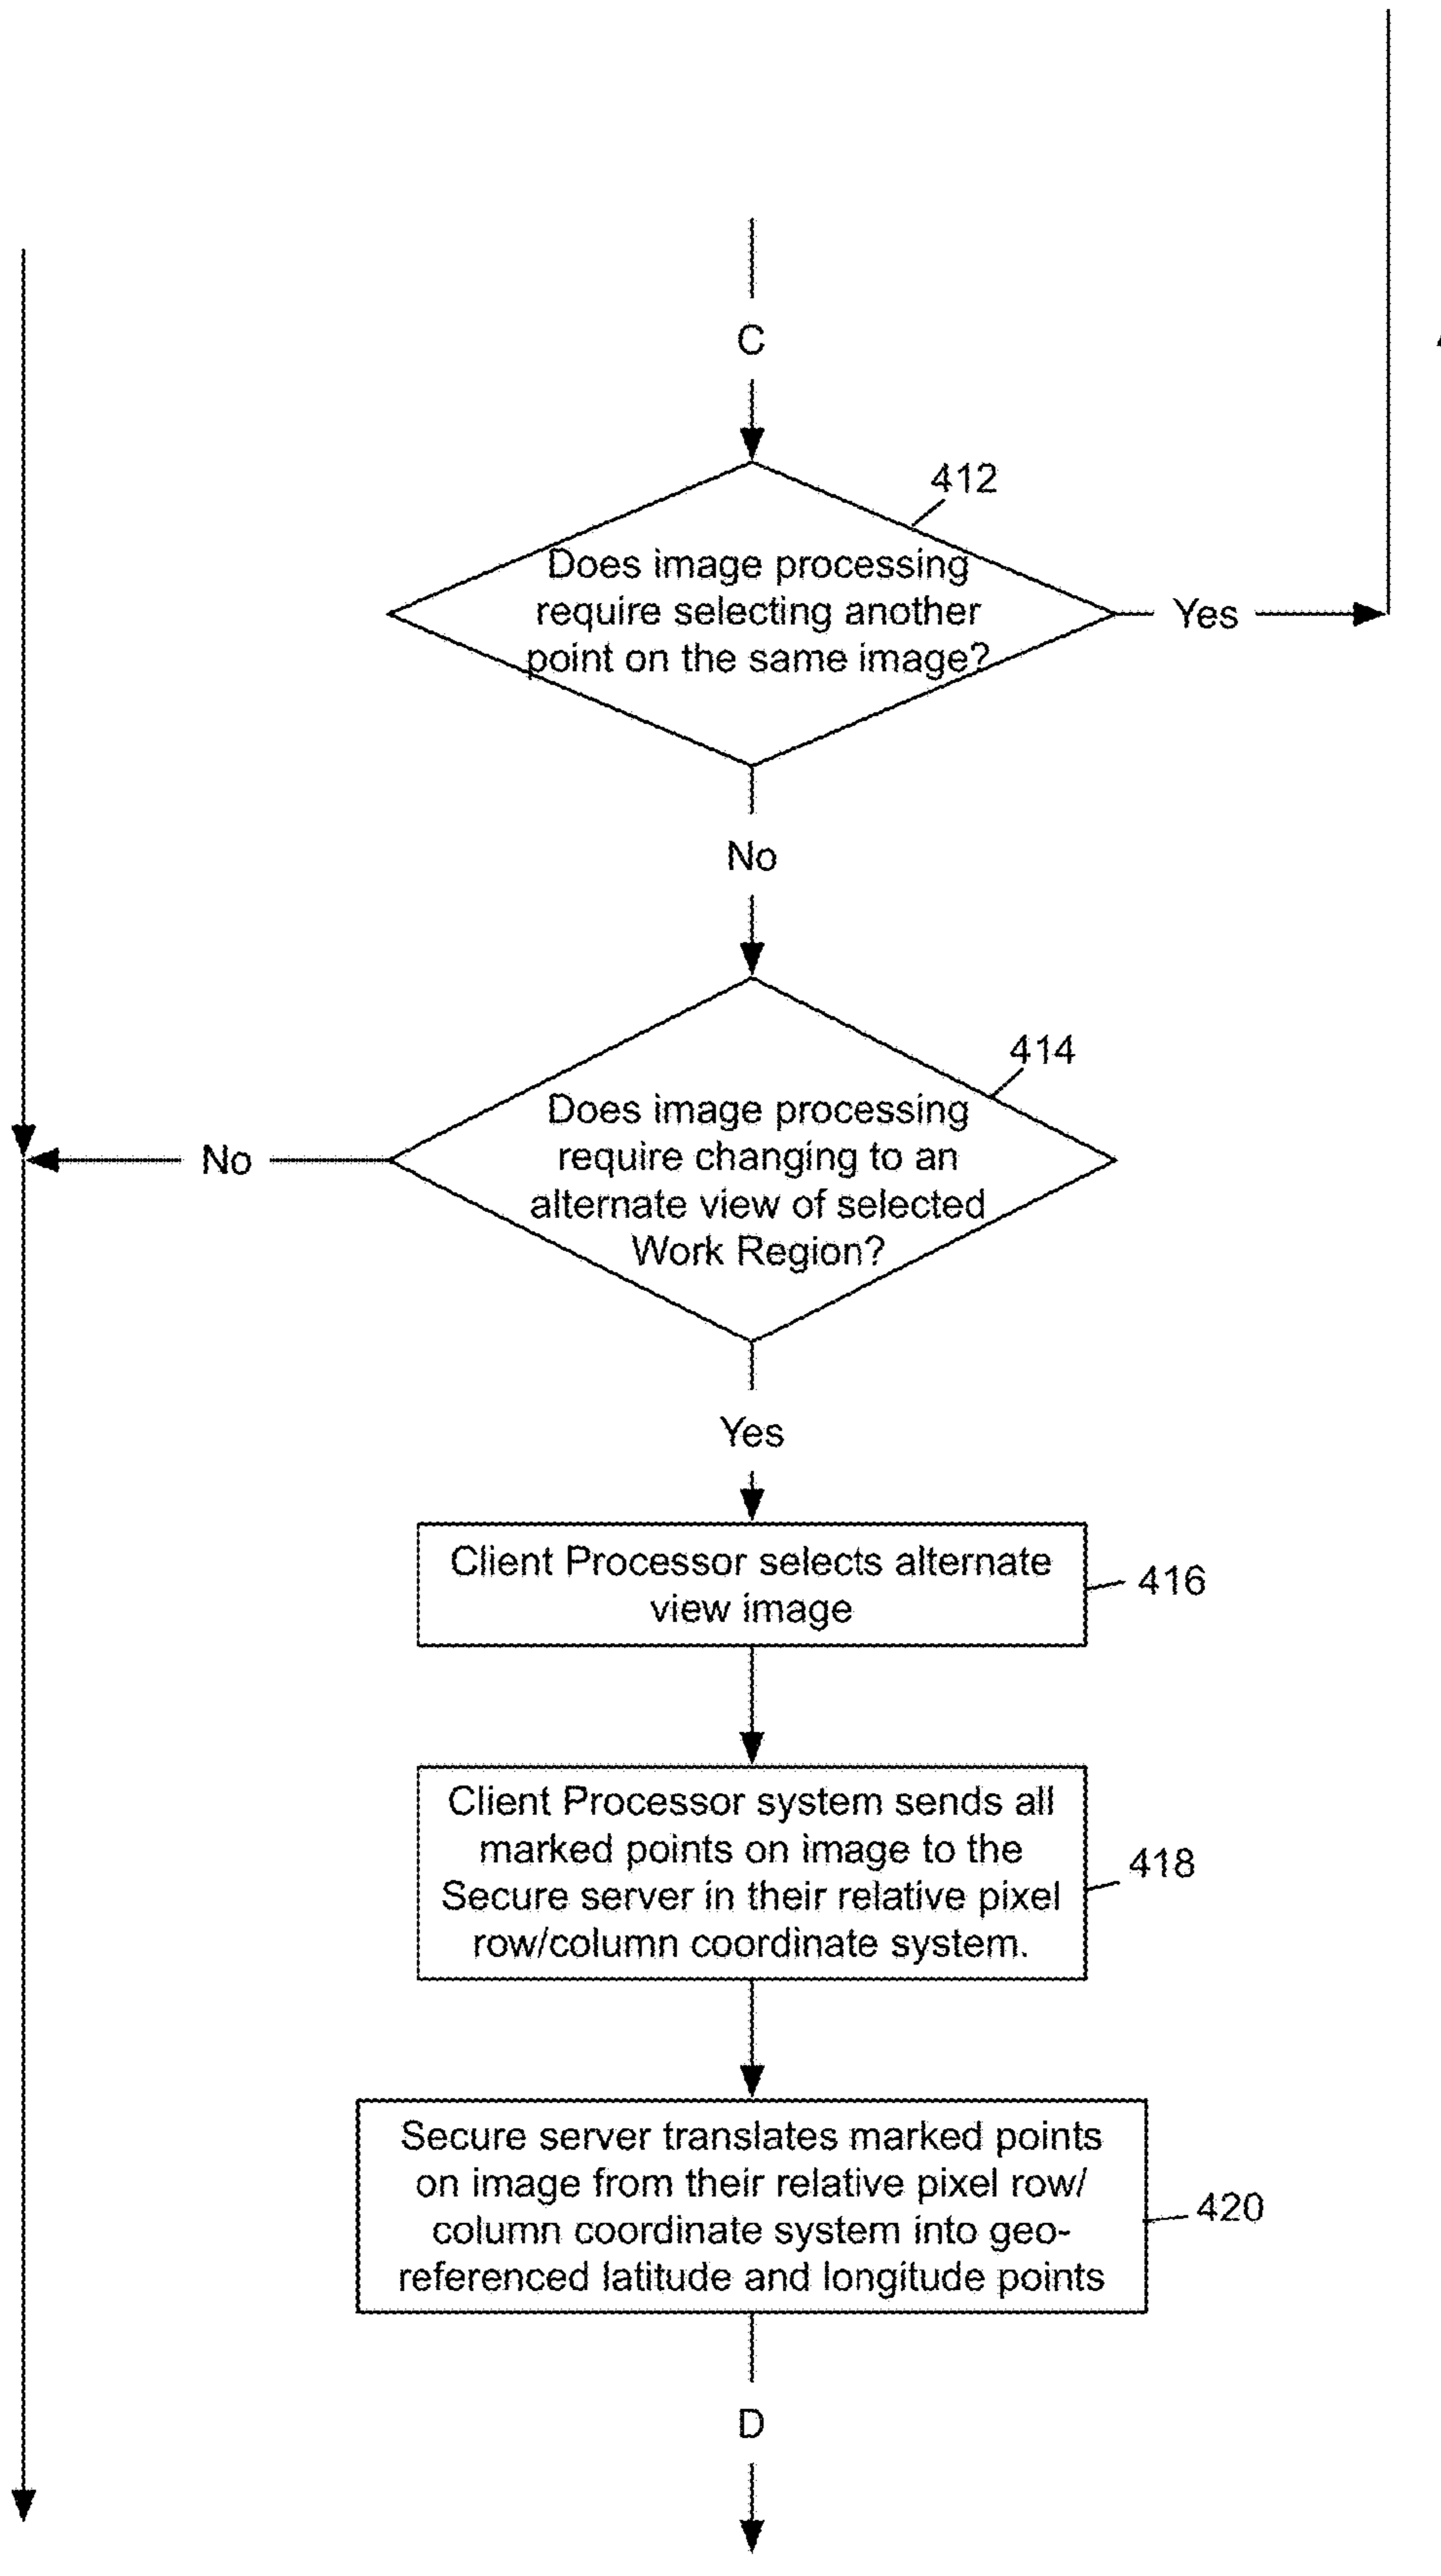 C
412
Does image processing
require selecting another
point on the same image?
Yes
No
414
Does image processing
require changing to an
alternate view of selected
Work Region?
No
Yes
Client Processor selects alternate
view image
416
Client Processor system sends all
marked points on image to the
Secure server in their relative pixel
row/column coordinate system.
418
Secure server translates marked points
on image from their relative pixel row/
column coordinate system into geo-
referenced latitude and longitude points
420
D